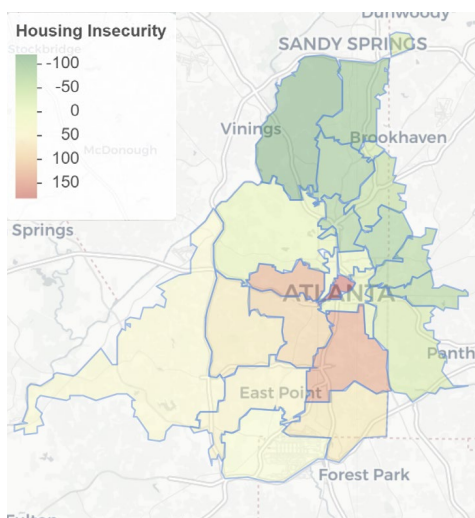 Dunwoody
Housing Insecurity
Stockbridge
SANDY SPRINGS
-100
-50
0
50
100
150
Vinings
Brookhaven
McDonough
Springs
ATLANTA
Panth
East Point
Forest Park
Fulton